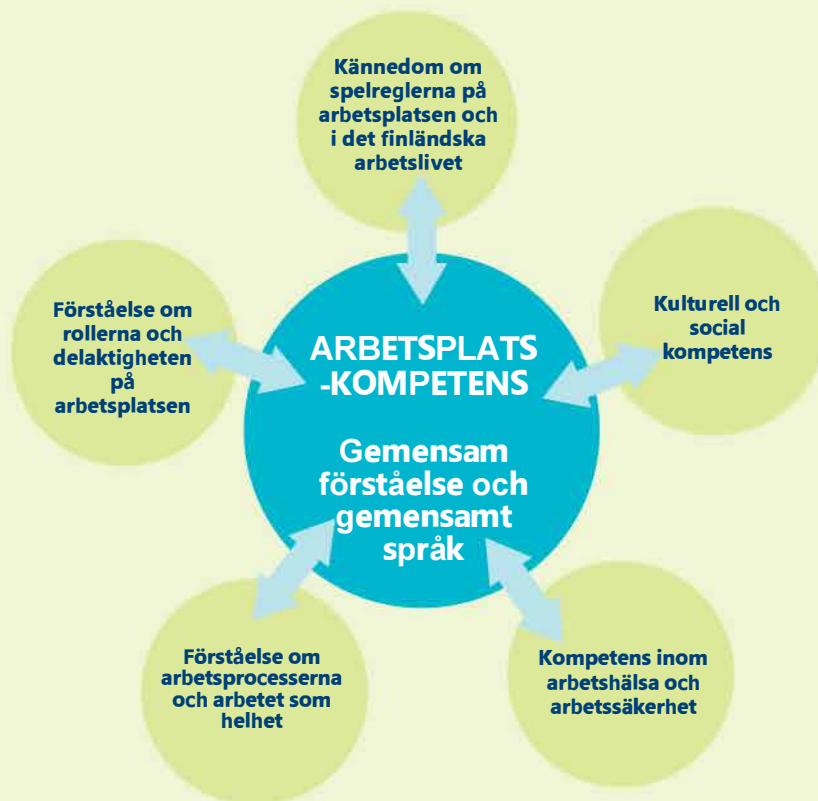 Kännedom om
spelreglerna på
arbetsplatsen och
i det finländska
arbetslivet
Förståelse om
rollerna och
delaktigheten
på
arbetsplatsen
Kulturell och
social
kompetens
ARBETSPLATS
-KOMPETENS
Gemensam
förståelse och
gemensamt
språk
Förståelse om
arbetsprocesserna
och arbetet som
helhet
Kompetens inom
arbetshälsa och
arbetssäkerhet